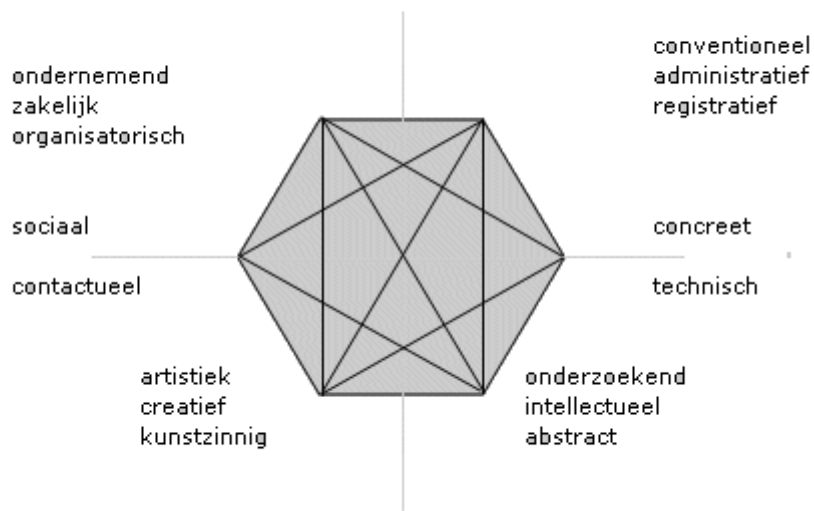 ondernemend
zakelijk
organisatorisch
conventioneel
administratief
registratief
sociaal
contactueel
concreet
technisch
artistiek
creatief
kunstzinnig
onderzoekend
intellectueel
abstract